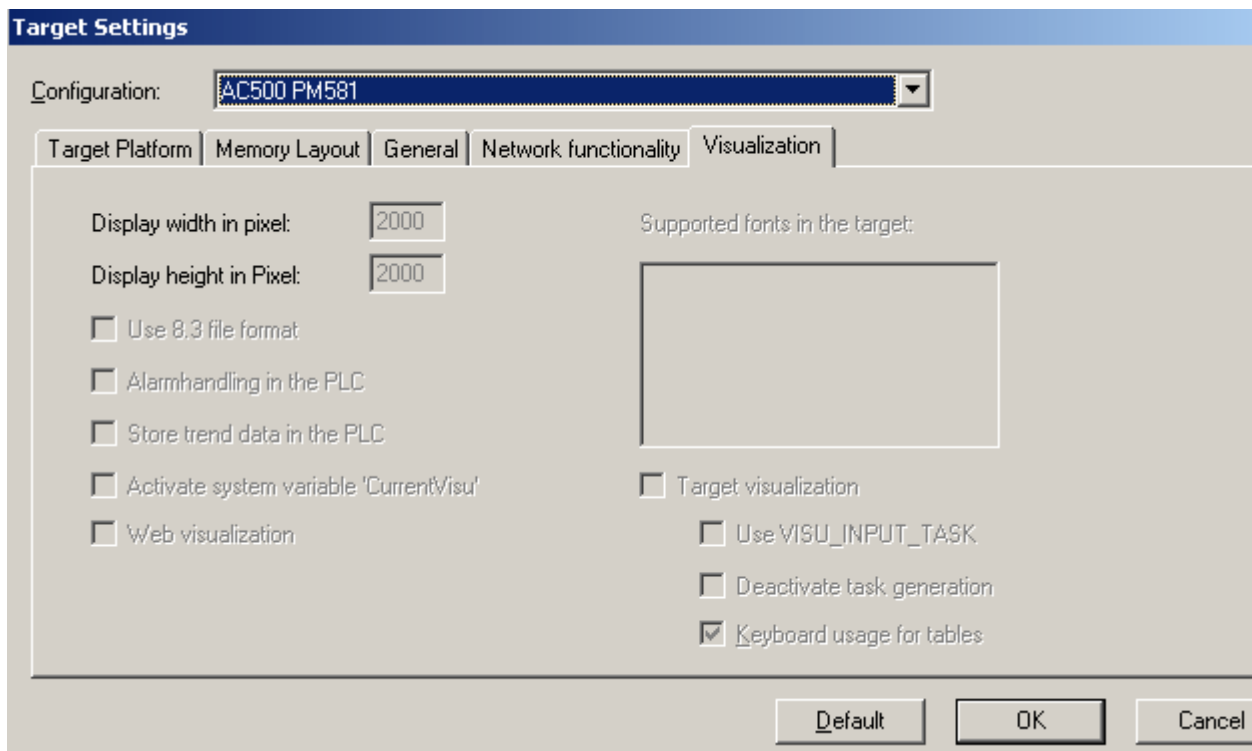 Target Settings
Configuration: AC500 PM581
Target Platform Memory Layout General Network functionality Visualization
Display width in pixel: 2000
Display height in Pixel: 2000
Use 8.3 file format
Alarmhandling in the PLC
Store trend data in the PLC
Activate system variable 'CurrentVisu'
Web visualization
Supported fonts in the target:
Target visualization
Use VISU_INPUT_TASK
Deactivate task generation
Keyboard usage for tables
Default OK Cancel